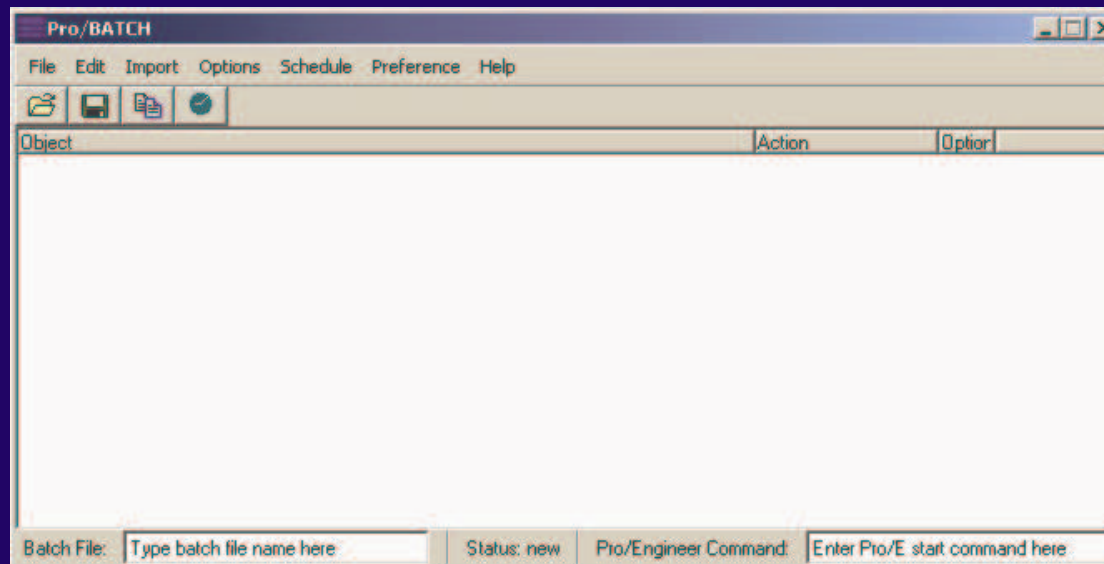 Pro/BATCH
File Edit Import Options Schedule Preference Help
Object Action Option
Batch File: Type batch file name here Status: new Pro/Engineer Command: Enter Pro/E start command here